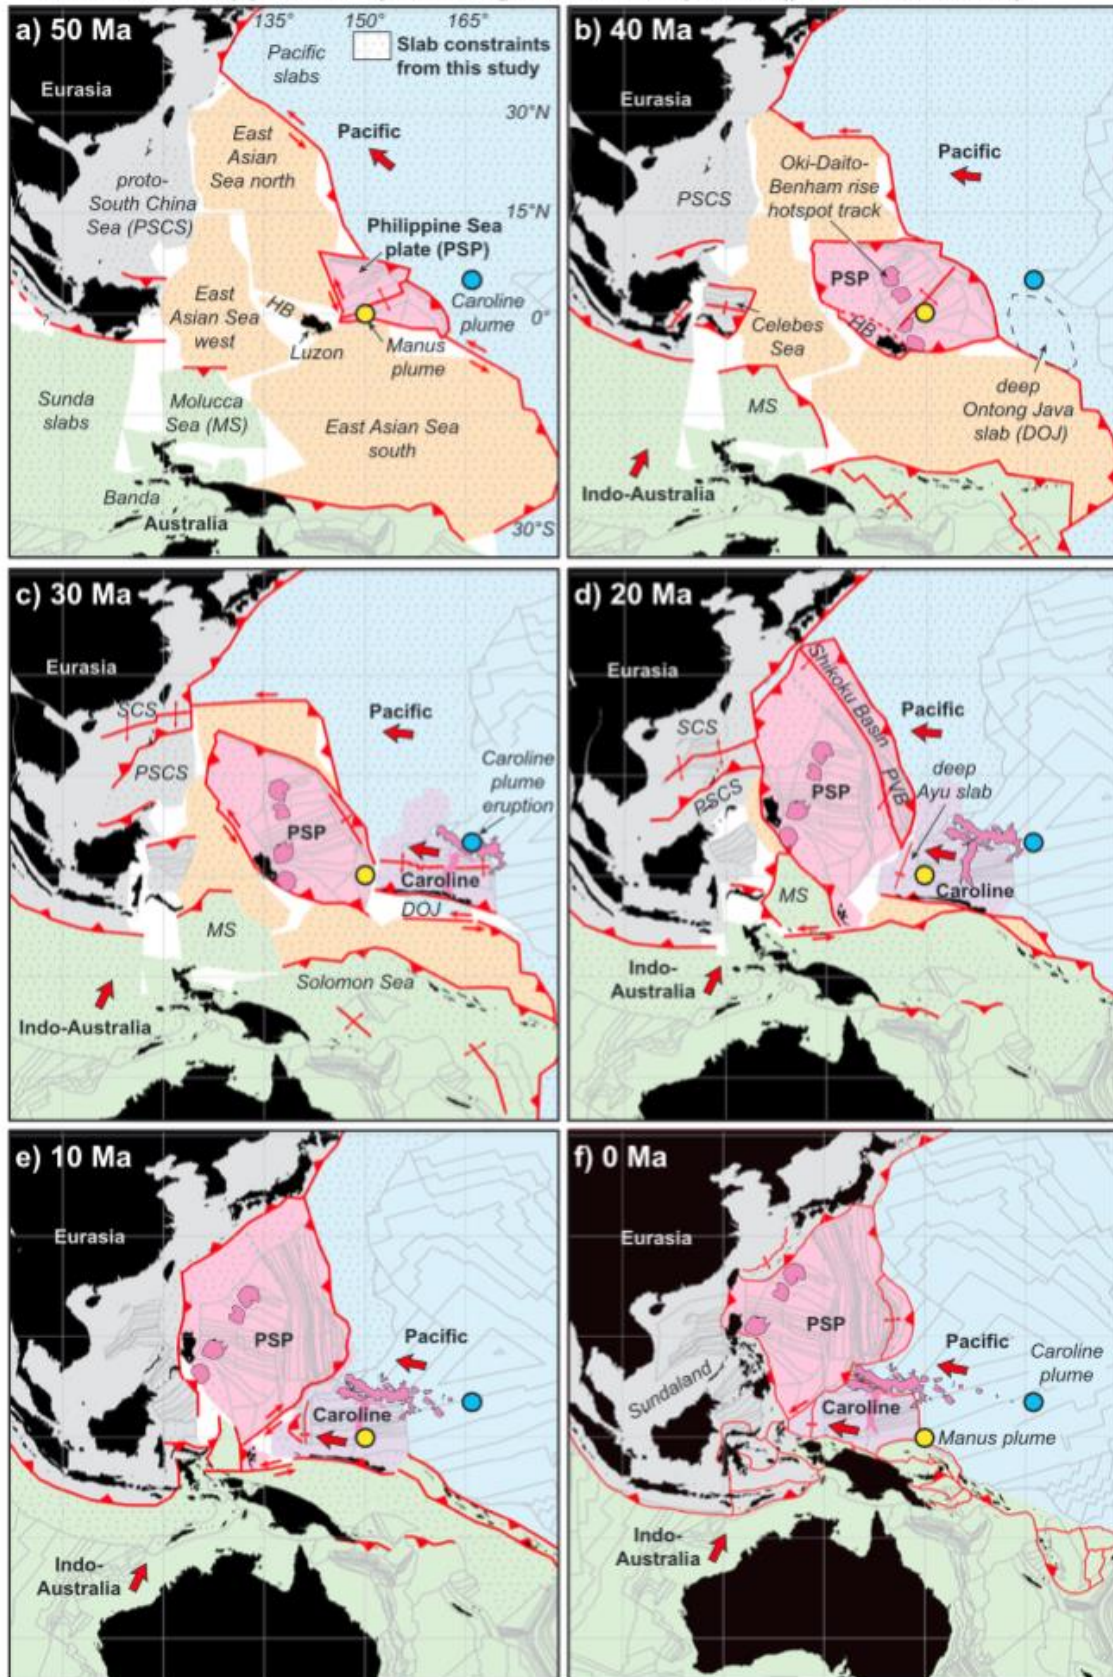 a) 50 Ma
135°
150°
165°
Slab constraints
from this study
Pacific
slabs
Eurasia
30°N
East
Asian
Sea north
Pacific
proto-
South China
Sea (PSCS)
15°N
Philippine Sea
plate (PSP)
Caroline
plume
East
Asian Sea
west
HB
0°
Luzon
Manus
plume
Sunda
slabs
Molucca
Sea (MS)
East Asian Sea
south
Banda
Australia
30°S
b) 40 Ma
Eurasia
Oki-Daito-
Benham rise
hotspot track
Pacific
PSCS
PSP
HB
Celebes
Sea
MS
deep
Ontong Java
slab (DOJ)
Indo-Australia
c) 30 Ma
Eurasia
SCS
Pacific
PSCS
Caroline
plume
eruption
PSP
Caroline
DOJ
MS
Solomon Sea
Indo-Australia
d) 20 Ma
Eurasia
Shikoku Basin
Pacific
SCS
PSCS
PSP
PVB
deep
Ayu slab
Caroline
MS
Indo-
Australia
e) 10 Ma
Eurasia
PSP
Pacific
Caroline
Indo-
Australia
f) 0 Ma
Eurasia
PSP
Pacific
Caroline
plume
Sundaland
Caroline
Manus plume
Indo-
Australia